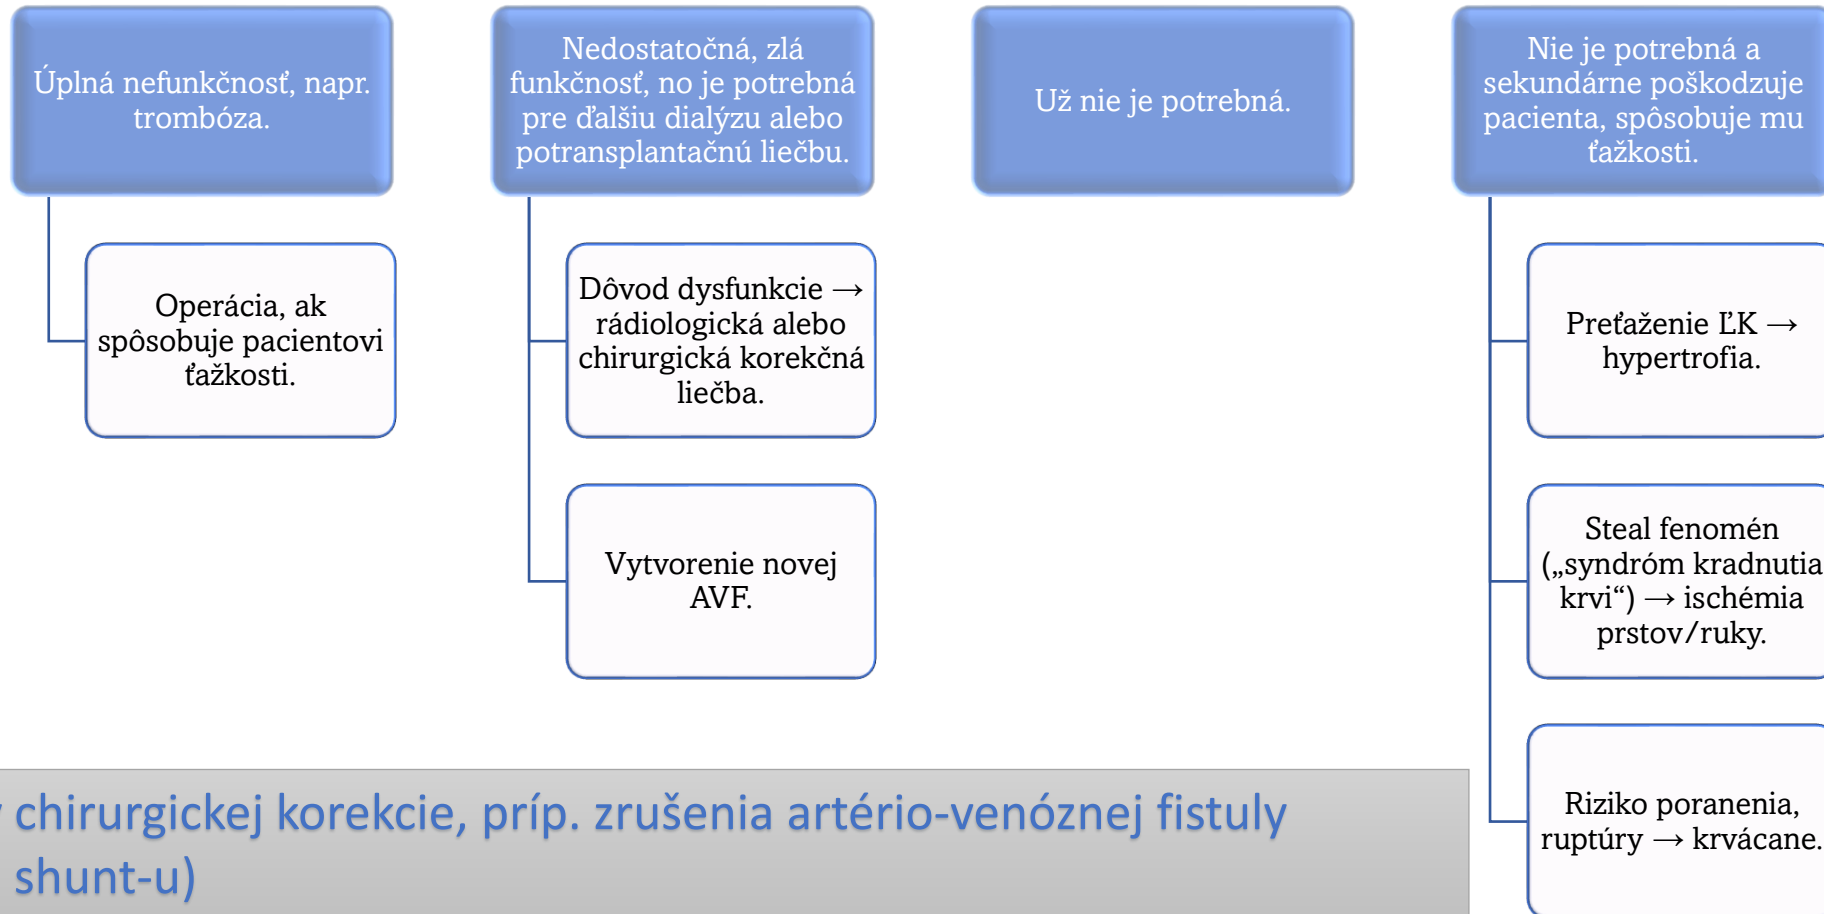 Úplná nefunkčnosť, napr.
trombóza.
Operácia, ak
spôsobuje pacientovi
ťažkosti.
Nedostatočná, zlá
funkčnosť, no je potrebná
pre ďalšiu dialýzu alebo
potransplantačnú liečbu.
Dôvod dysfunkcie →
rádiologická alebo
chirurgická korekčná
liečba.
Vytvorenie novej
AVF.
Už nie je potrebná.
Nie je potrebná a
sekundárne poškodzuje
pacienta, spôsobuje mu
ťažkosti.
Preťaženie ĽK →
hypertrofia.
Steal fenomén
(„syndróm kradnutia
krvi“) → ischémia
prstov/ruky.
Riziko poranenia,
ruptúry → krvácane.
chirurgickej korekcie, príp. zrušenia artério-venóznej fistuly
shunt-u)